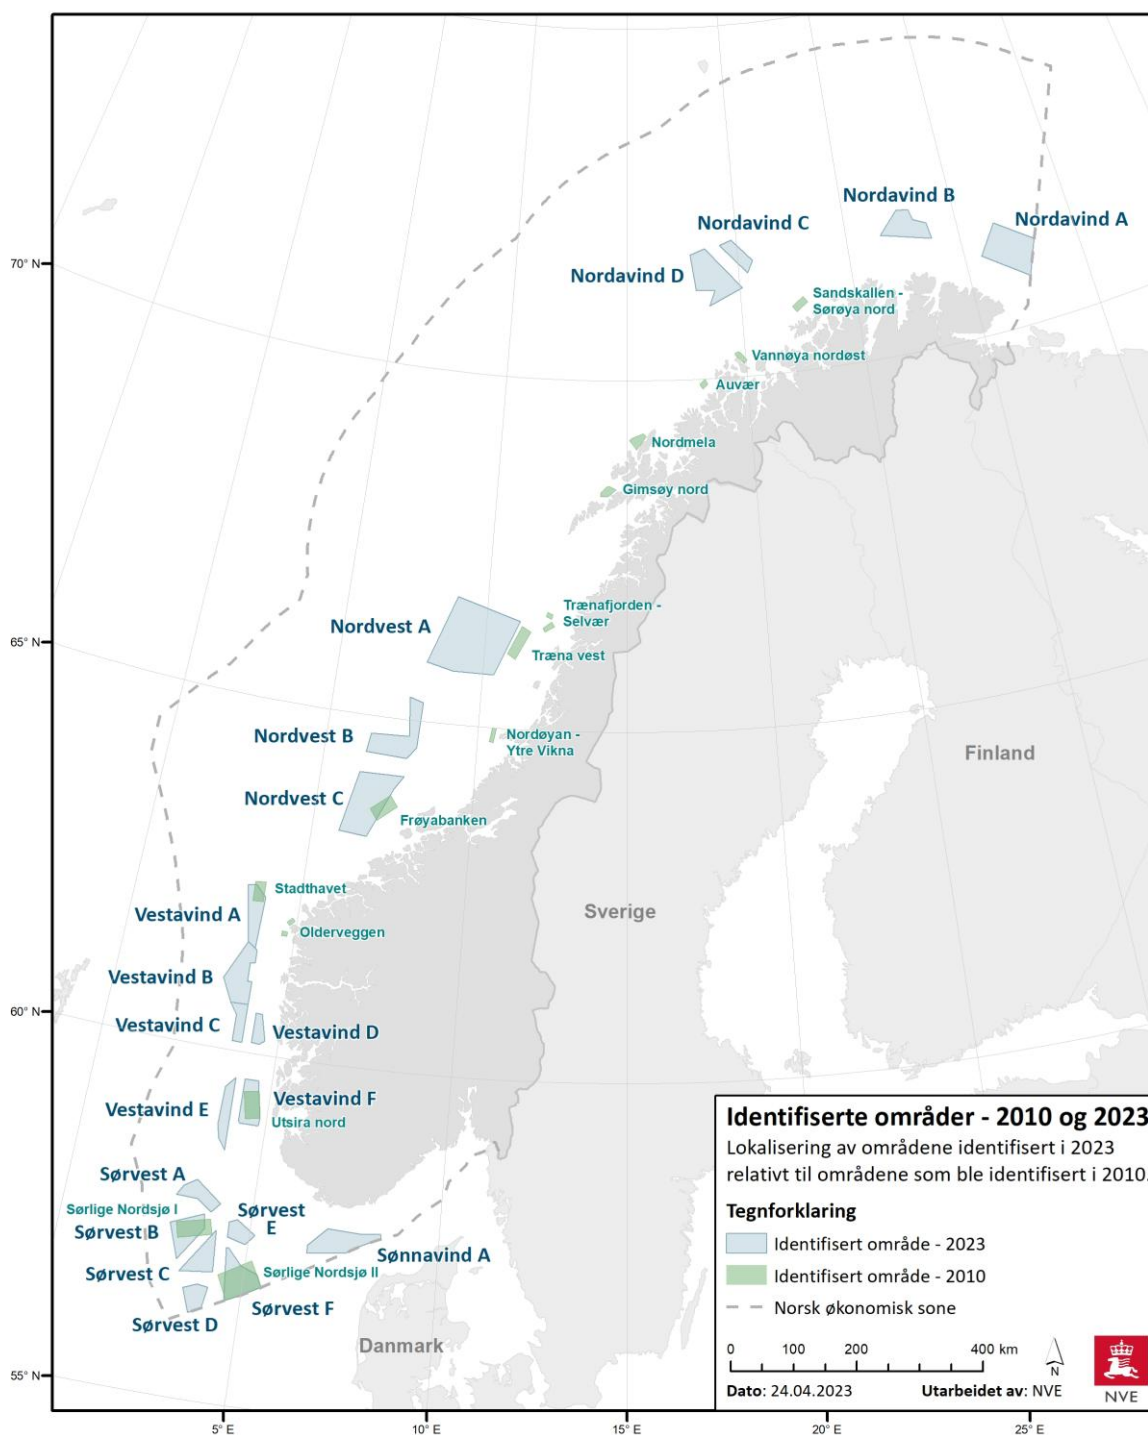 Nordavind B
Nordavind A
Nordavind C
Nordavind D
70° N
Sandskallen -
Sørøya nord
Vannøya nordøst
Auvær
Nordmela
Gimsøy nord
Trænafjorden -
Selvær
Nordvest A
65° N
Træna vest
Nordvest B
Nordøyan -
Ytre Vikna
Finland
Nordvest C
Frøyabanken
Stadthavet
Vestavind A
Sverige
Olderveggen
Vestavind B
60° N
Vestavind C
Vestavind D
Vestavind E
Vestavind F
Utsira nord
Sørvest A
Sørlige Nordsjø I
Sørvest B
Sørvest
E
Sønnavind A
Sørvest C
Sørlige Nordsjø II
Sørvest F
Sørvest D
Danmark
55° N
5° E
10° E
15° E
20° E
25° E
Identifiserte områder - 2010 og 2023
Lokalisering av områdene identifisert i 2023
relativt til områdene som ble identifisert i 2010.
Tegnforklaring
Identifisert område - 2023
Identifisert område - 2010
Norsk økonomisk sone
0 100 200 400 km
N
Dato: 24.04.2023 Utarbeidet av: NVE
NVE